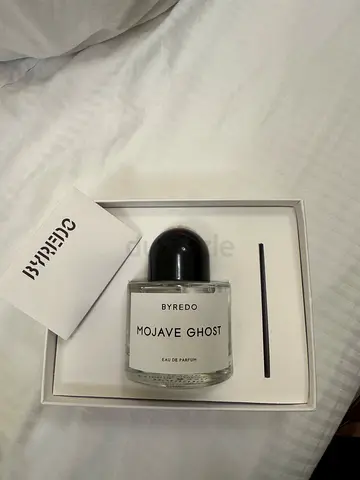 BYREDO
BYREDO
MOJAVE GHOST
EAU DE PARFUM